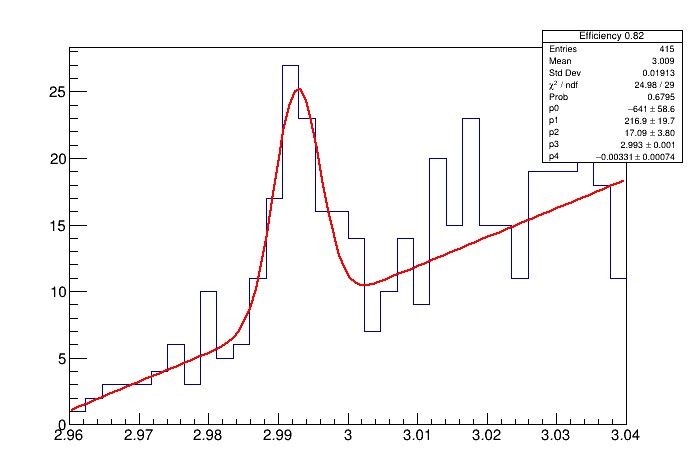 Efficiency 0.82
Entries 415
Mean 3.009
Std Dev 0.01913
χ² / ndf 24.98 / 29
Prob 0.6795
p0 −641 ± 58.6
p1 216.9 ± 19.7
p2 17.09 ± 3.80
p3 2.993 ± 0.001
p4 −0.00331 ± 0.00074
25
20
15
10
5
0
2.96 2.97 2.98 2.99 3 3.01 3.02 3.03 3.04